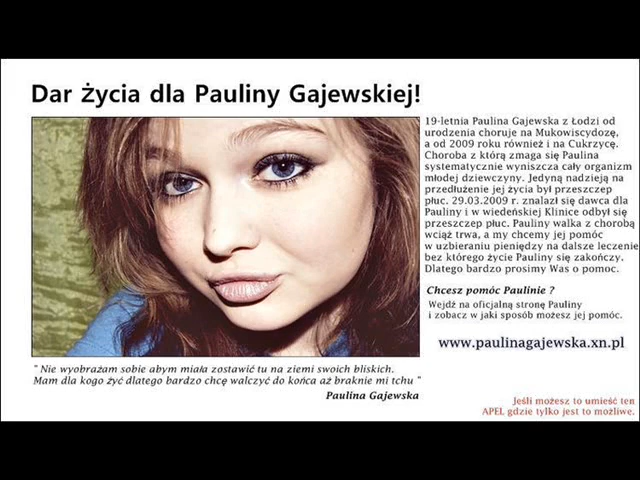 Dar Życia dla Pauliny Gajewskiej!
19-letnia Paulina Gajewska z Łodzi od
urodzenia choruje na Mukowiscydozę,
a od 2009 roku również i na Cukrzycę.
Choroba z którą zmaga się Paulina
systematycznie wyniszcza cały organizm
młodej dziewczyny. Jedyną nadzieją na
przedłużenie jej życia był przeszczep
płuc. 29.03.2009 r. znalazł się dawca dla
Pauliny i w wiedeńskiej Klinice odbył się
przeszczep płuc. Pauliny walka z chorobą
wciąż trwa, a my chcemy jej pomóc
w uzbieraniu pieniędzy na dalsze leczenie
bez którego życie Pauliny się zakończy.
Dlatego bardzo prosimy Was o pomoc.
Chcesz pomóc Paulinie ?
Wejdź na oficjalną stronę Pauliny
i zobacz w jaki sposób możesz jej pomóc.
www.paulinagajewska.xn.pl
" Nie wyobrażam sobie abym miała zostawić tu na ziemi swoich bliskich.
Mam dla kogo żyć dlatego bardzo chcę walczyć do końca aż braknie mi tchu "
Paulina Gajewska
Jeśli możesz to umieść ten
APEL gdzie tylko jest to możliwe.